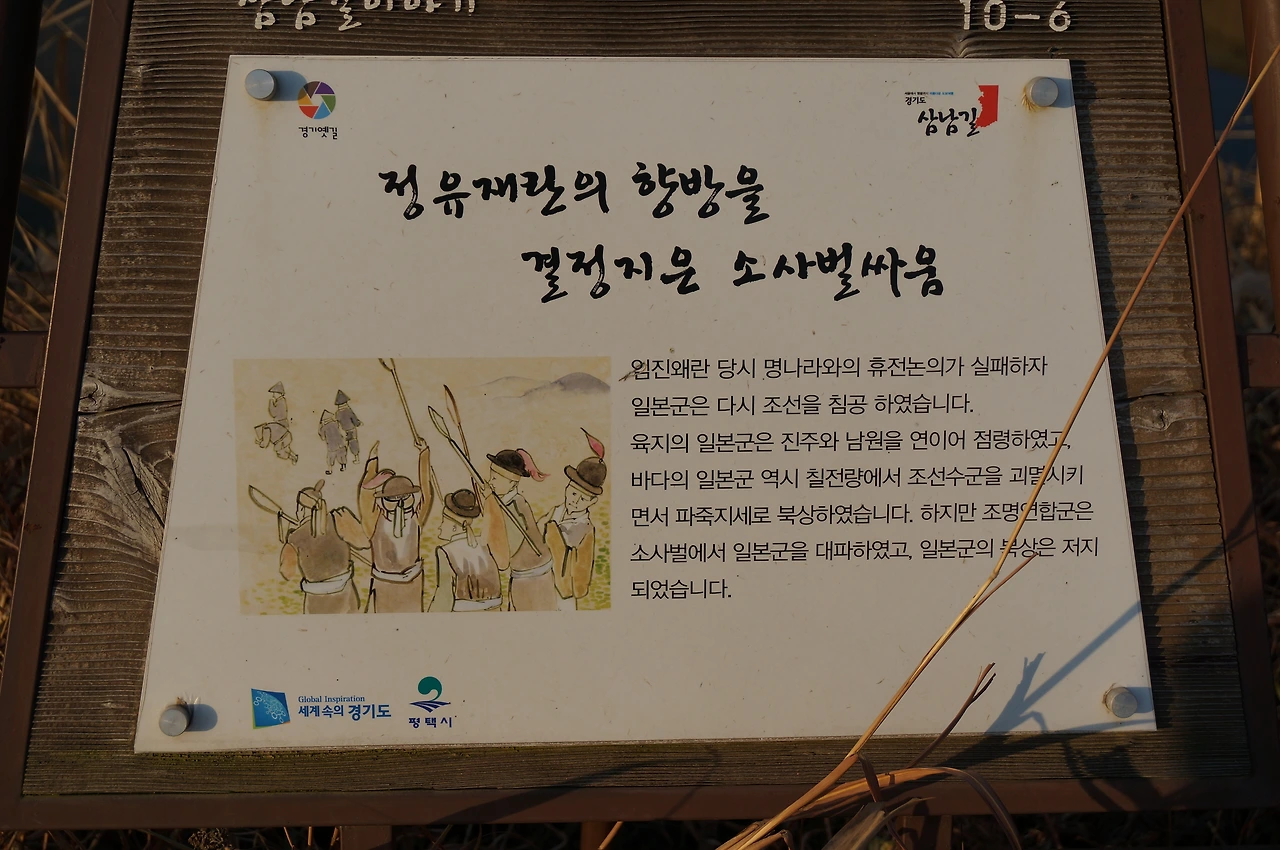 삼남길이야기
10-6
경기옛길
경기도
삼남길
정유재란의 향방을
결정지은 소사벌싸움
임진왜란 당시 명나라와의 휴전논의가 실패하자
일본군은 다시 조선을 침공 하였습니다.
육지의 일본군은 진주와 남원을 연이어 점령하였고,
바다의 일본군 역시 칠전량에서 조선수군을 괴멸시키
면서 파죽지세로 북상하였습니다. 하지만 조명연합군은
소사벌에서 일본군을 대파하였고, 일본군의 북상은 저지
되었습니다.
Global Inspiration
세계속의 경기도
평택시